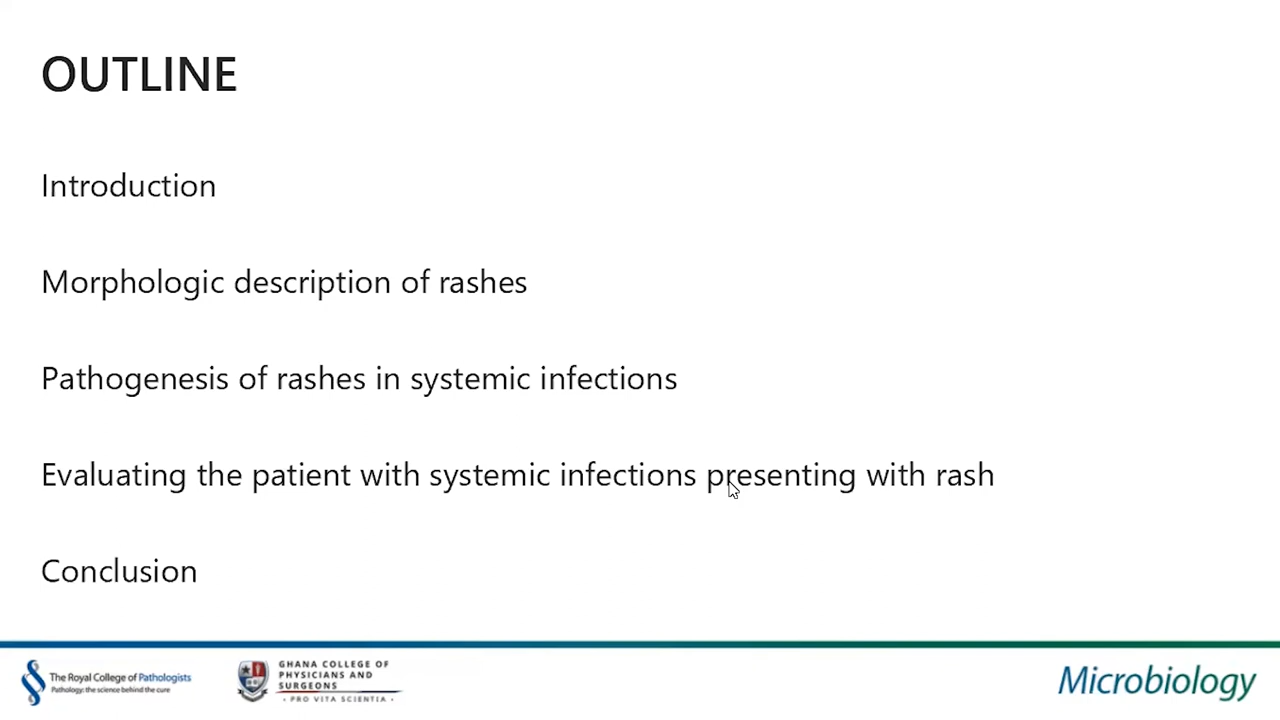 OUTLINE
Introduction
Morphologic description of rashes
Pathogenesis of rashes in systemic infections
Evaluating the patient with systemic infections presenting with rash
Conclusion
The Royal College of Pathologists
Pathology: the science behind the cure
GHANA COLLEGE OF
PHYSICIANS AND
SURGEONS
· PRO VITA SCIENTIA ·
Microbiology